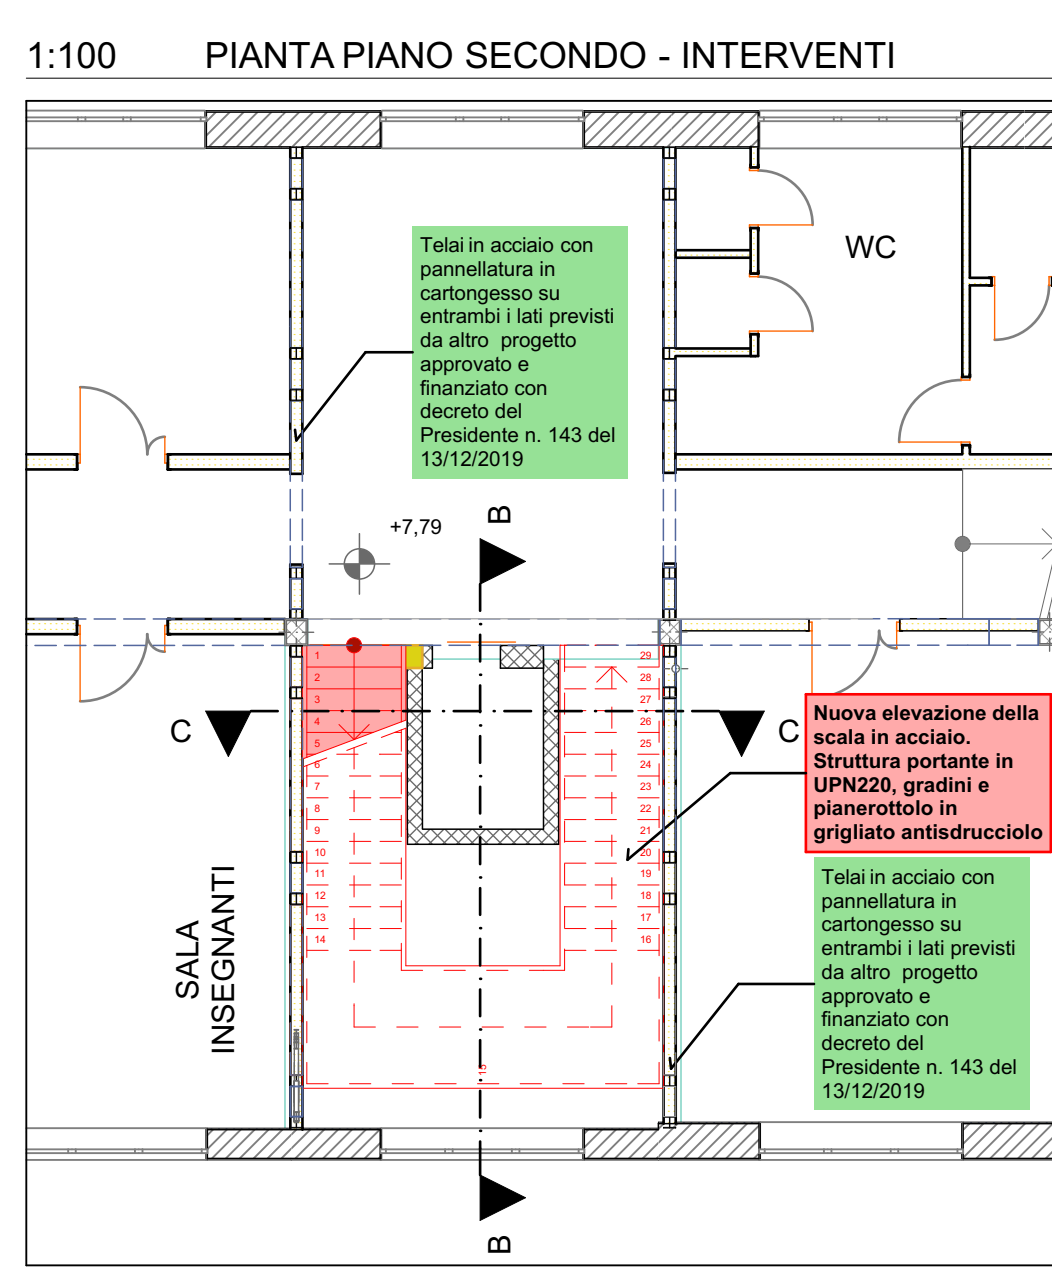 1:100 PIANTA PIANO SECONDO - INTERVENTI
WC
Telai in acciaio con
pannellatura in
cartongesso su
entrambi i lati previsti
da altro progetto
approvato e
finanziato con
decreto del
Presidente n. 143 del
13/12/2019
+7,79
B
1
2
3
4
5
6
7
8
9
10
11
12
13
14
15
29
28
27
26
25
24
23
22
21
20
19
18
17
16
C
C
Nuova elevazione della
scala in acciaio.
Struttura portante in
UPN220, gradini e
pianerottolo in
grigliato antisdrucciolo
SALA
INSEGNANTI
Telai in acciaio con
pannellatura in
cartongesso su
entrambi i lati previsti
da altro progetto
approvato e
finanziato con
decreto del
Presidente n. 143 del
13/12/2019
B